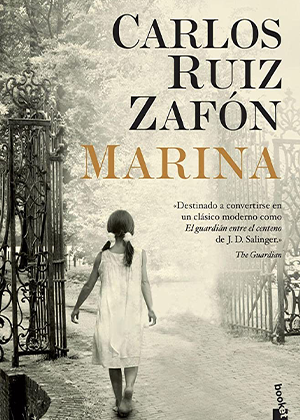 CARLOS
RUIZ
ZAFÓN
MARINA
«Destinado a convertirse en
un clásico moderno como
El guardián entre el centeno
de J. D. Salinger.»
The Guardian
booket